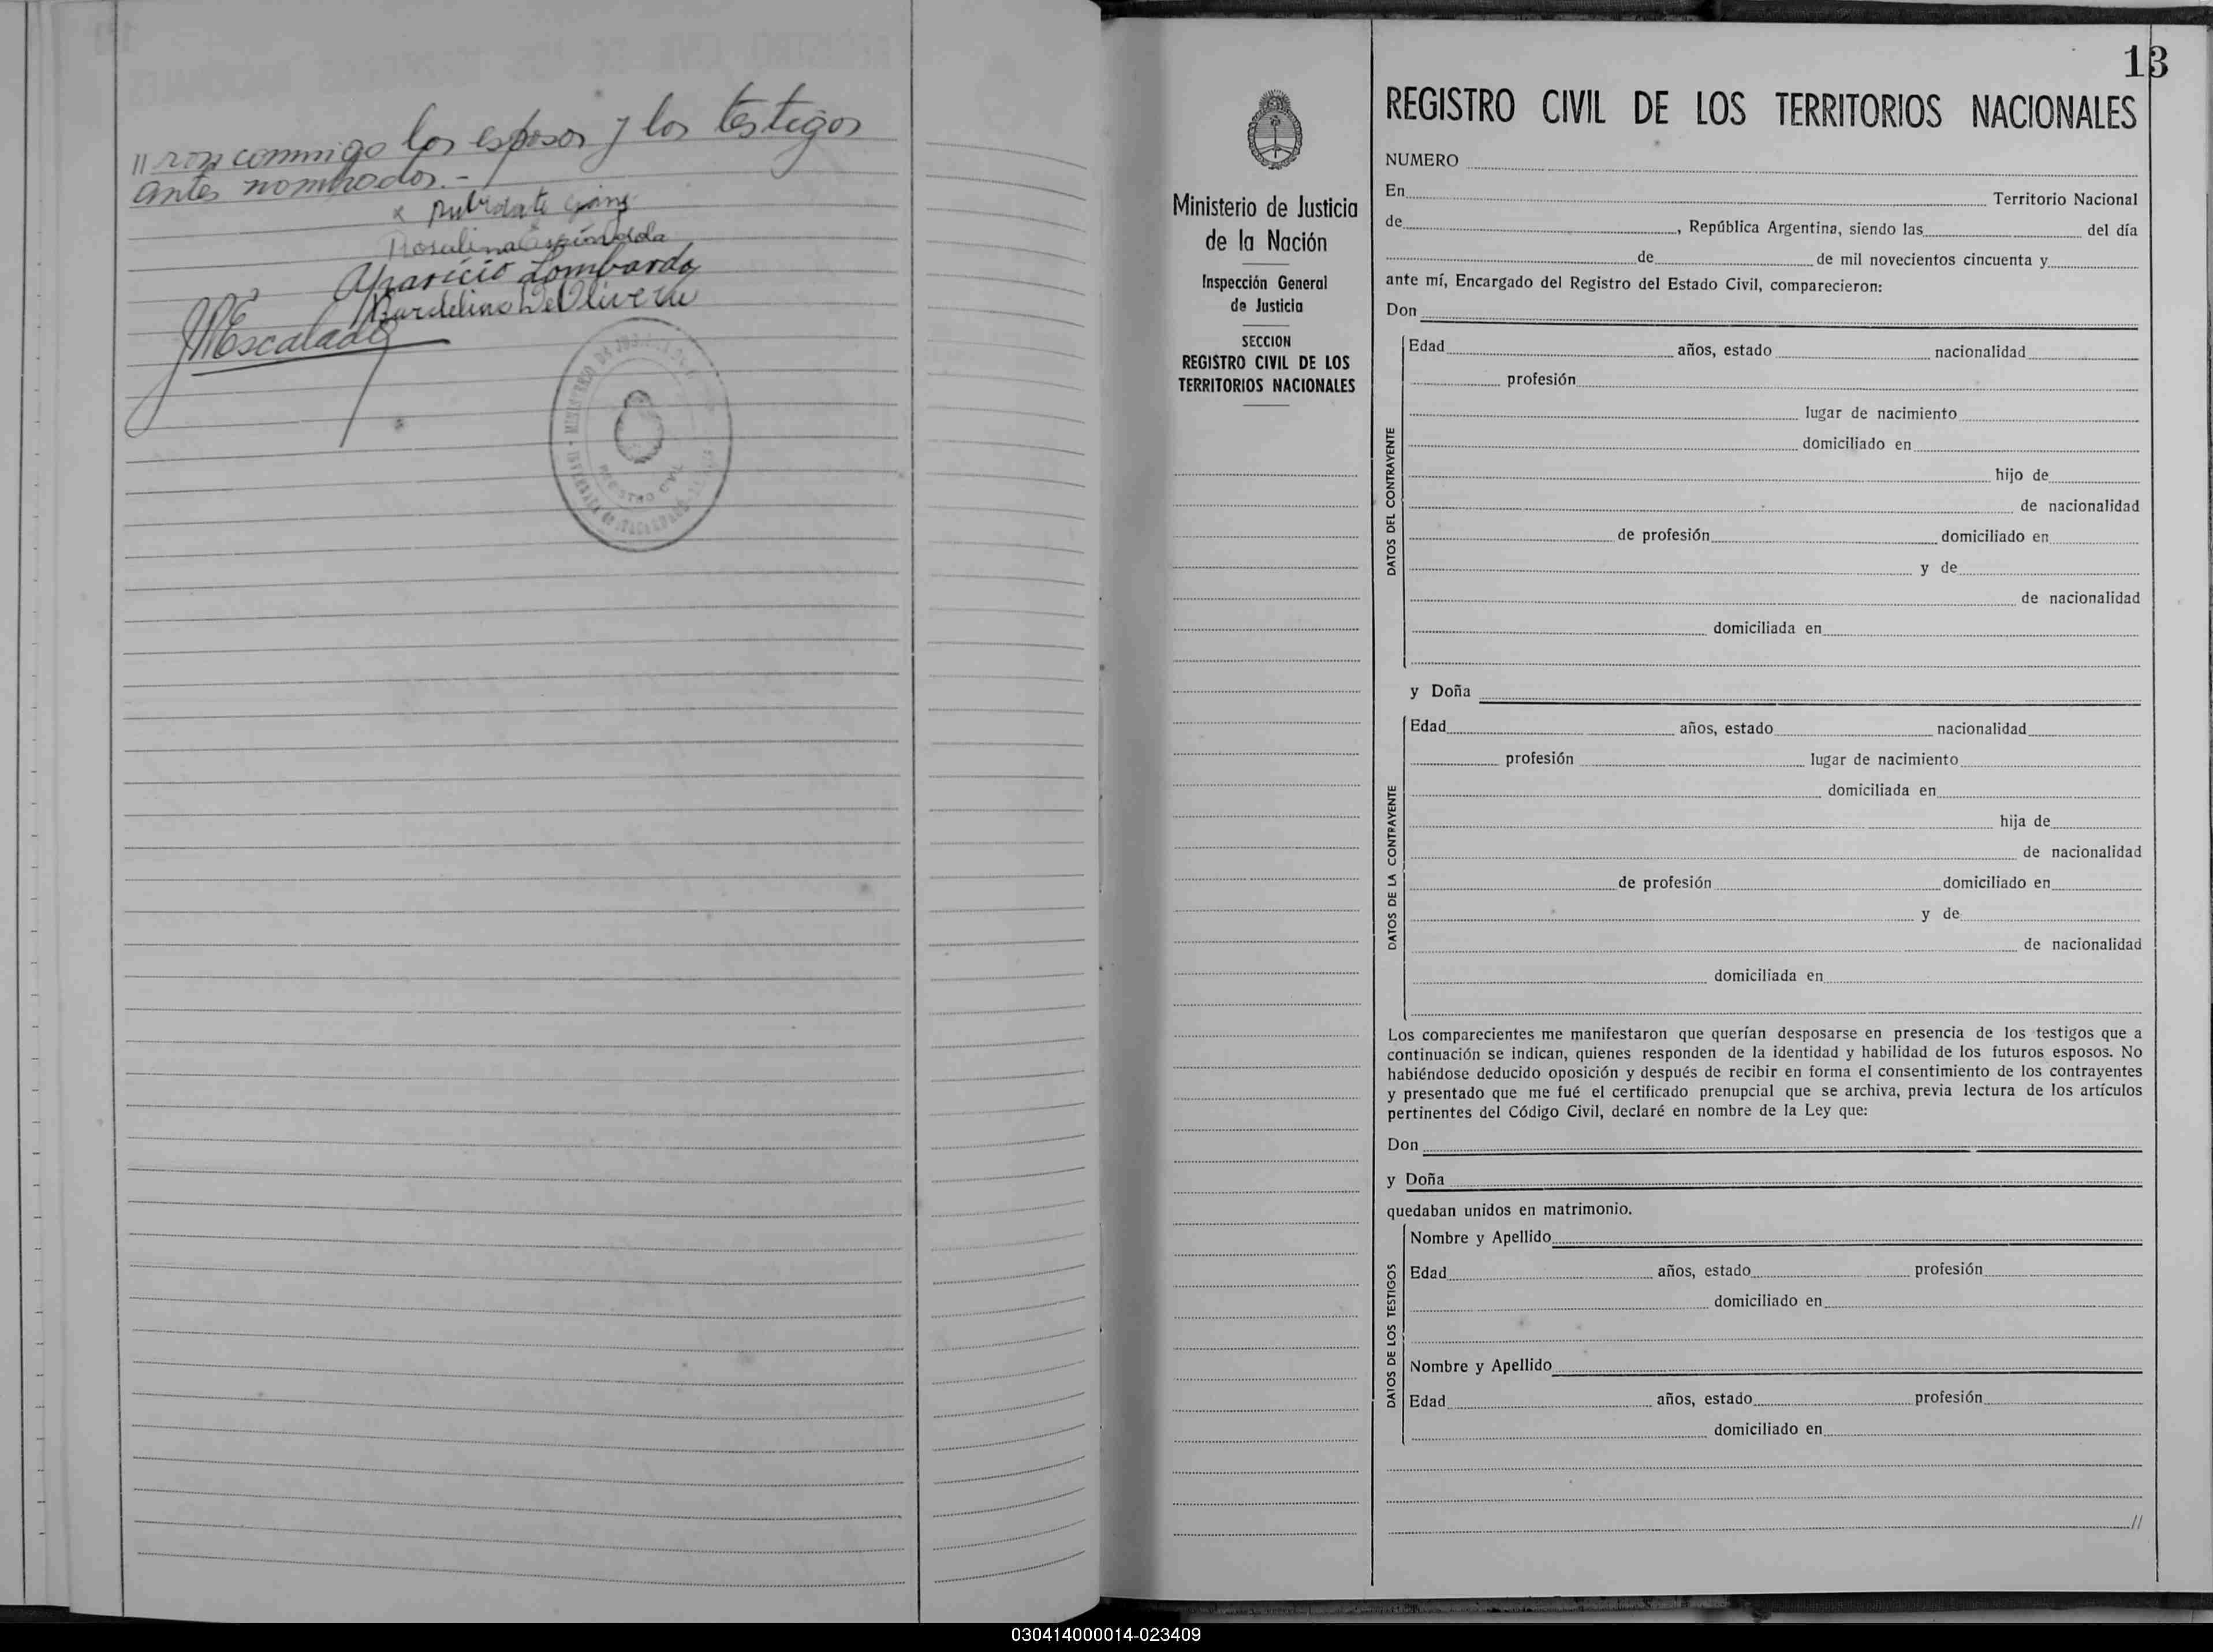 // ron conmigo los esposos y los testigos
antes nombrados.-
x
Rosalina Espíndola
Aparicio Lombardo
Bardelino De Olivera
Escalada
REGISTRO CIVIL
13
Ministerio de Justicia
de la Nación
Inspección General
de Justicia
SECCION
REGISTRO CIVIL DE LOS
TERRITORIOS NACIONALES
REGISTRO CIVIL DE LOS TERRITORIOS NACIONALES
NUMERO
En Territorio Nacional
de , República Argentina, siendo las del día
de de mil novecientos cincuenta y
ante mí, Encargado del Registro del Estado Civil, comparecieron:
Don
DATOS DEL CONTRAYENTE
Edad años, estado nacionalidad
profesión
lugar de nacimiento
domiciliado en
hijo de
de nacionalidad
de profesión domiciliado en
y de
de nacionalidad
domiciliada en
y Doña
DATOS DE LA CONTRAYENTE
Edad años, estado nacionalidad
profesión lugar de nacimiento
domiciliada en
hija de
de nacionalidad
de profesión domiciliado en
y de
de nacionalidad
domiciliada en
Los comparecientes me manifestaron que querían desposarse en presencia de los testigos que a
continuación se indican, quienes responden de la identidad y habilidad de los futuros esposos. No
habiéndose deducido oposición y después de recibir en forma el consentimiento de los contrayentes
y presentado que me fué el certificado prenupcial que se archiva, previa lectura de los artículos
pertinentes del Código Civil, declaré en nombre de la Ley que:
Don
y Doña
quedaban unidos en matrimonio.
DATOS DE LOS TESTIGOS
Nombre y Apellido
Edad años, estado profesión
domiciliado en
Nombre y Apellido
Edad años, estado profesión
domiciliado en
//
030414000014-023409